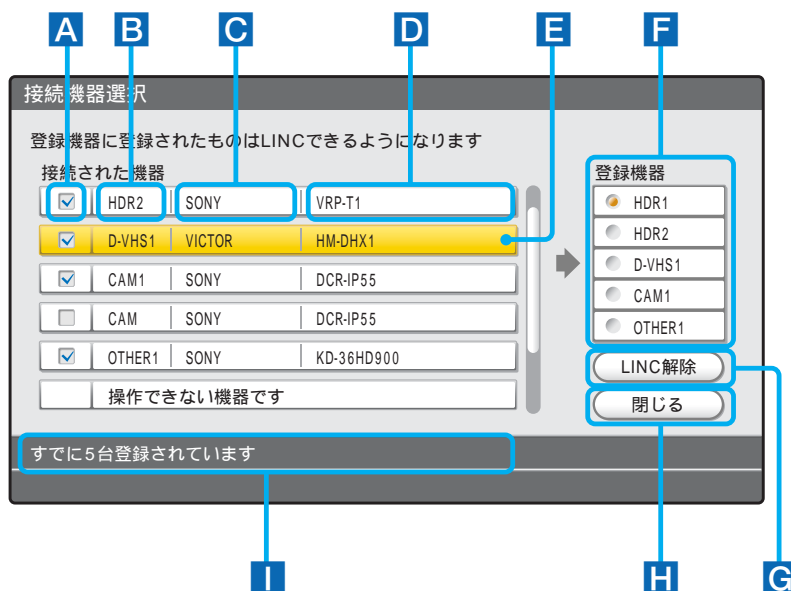 A B C D E F
接続機器選択
登録機器に登録されたものはLINCできるようになります
接続された機器
HDR2 SONY VRP-T1
D-VHS1 VICTOR HM-DHX1
CAM1 SONY DCR-IP55
CAM SONY DCR-IP55
OTHER1 SONY KD-36HD900
操作できない機器です
登録機器
HDR1
HDR2
D-VHS1
CAM1
OTHER1
LINC解除
閉じる
すでに5台登録されています
I H G